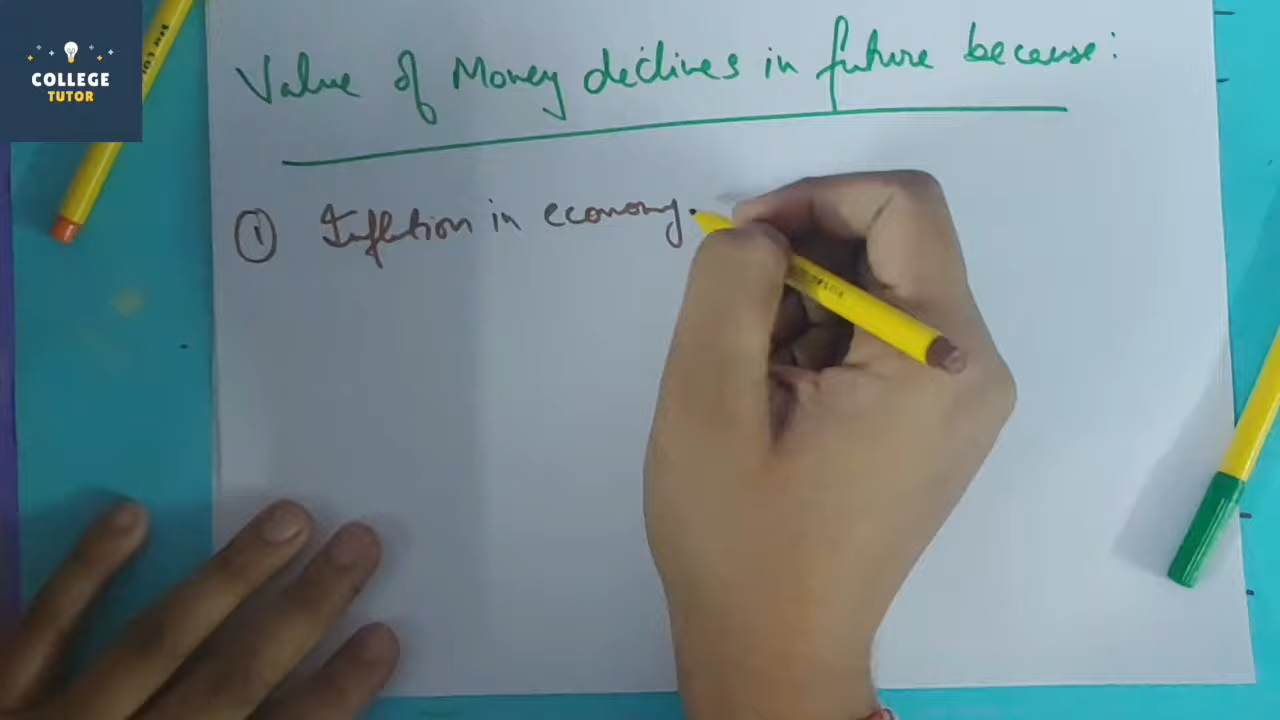 COLLEGE
TUTOR
Value of Money declines in future because:
① Inflation in economy.